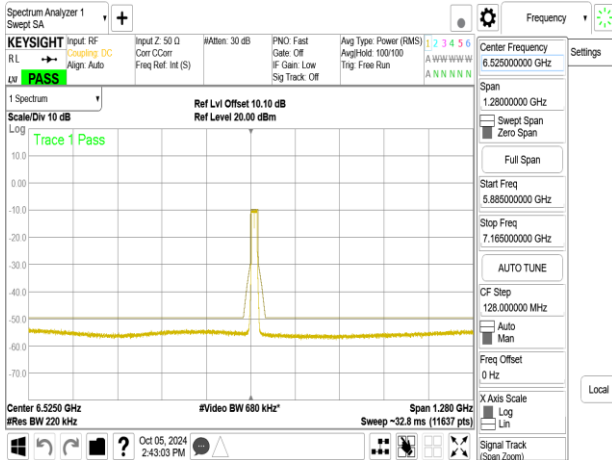 Spectrum Analyzer 1
Swept SA
+
Frequency
KEYSIGHT
RL
PASS
Input: RF
Coupling: DC
Align: Auto
Input Z: 50 Ω
Corr CCorr
Freq Ref: Int (S)
#Atten: 30 dB
PNO: Fast
Gate: Off
IF Gain: Low
Sig Track: Off
Avg Type: Power (RMS)
Avg|Hold: 100/100
Trig: Free Run
1 2 3 4 5 6
A W W W W W
A N N N N N
1 Spectrum
Scale/Div 10 dB
Ref Lvl Offset 10.10 dB
Ref Level 20.00 dBm
Log
Trace 1 Pass
10.0
0.00
-10.0
-20.0
-30.0
-40.0
-50.0
-60.0
-70.0
Center 6.5250 GHz
#Res BW 220 kHz
#Video BW 680 kHz*
Span 1.280 GHz
Sweep ~32.8 ms (11637 pts)
?
Oct 05, 2024
2:43:03 PM
Center Frequency
6.525000000 GHz
Span
1.28000000 GHz
Swept Span
Zero Span
Full Span
Start Freq
5.885000000 GHz
Stop Freq
7.165000000 GHz
AUTO TUNE
CF Step
128.000000 MHz
Auto
Man
Freq Offset
0 Hz
X Axis Scale
Log
Lin
Signal Track
(Span Zoom)
Settings
Local